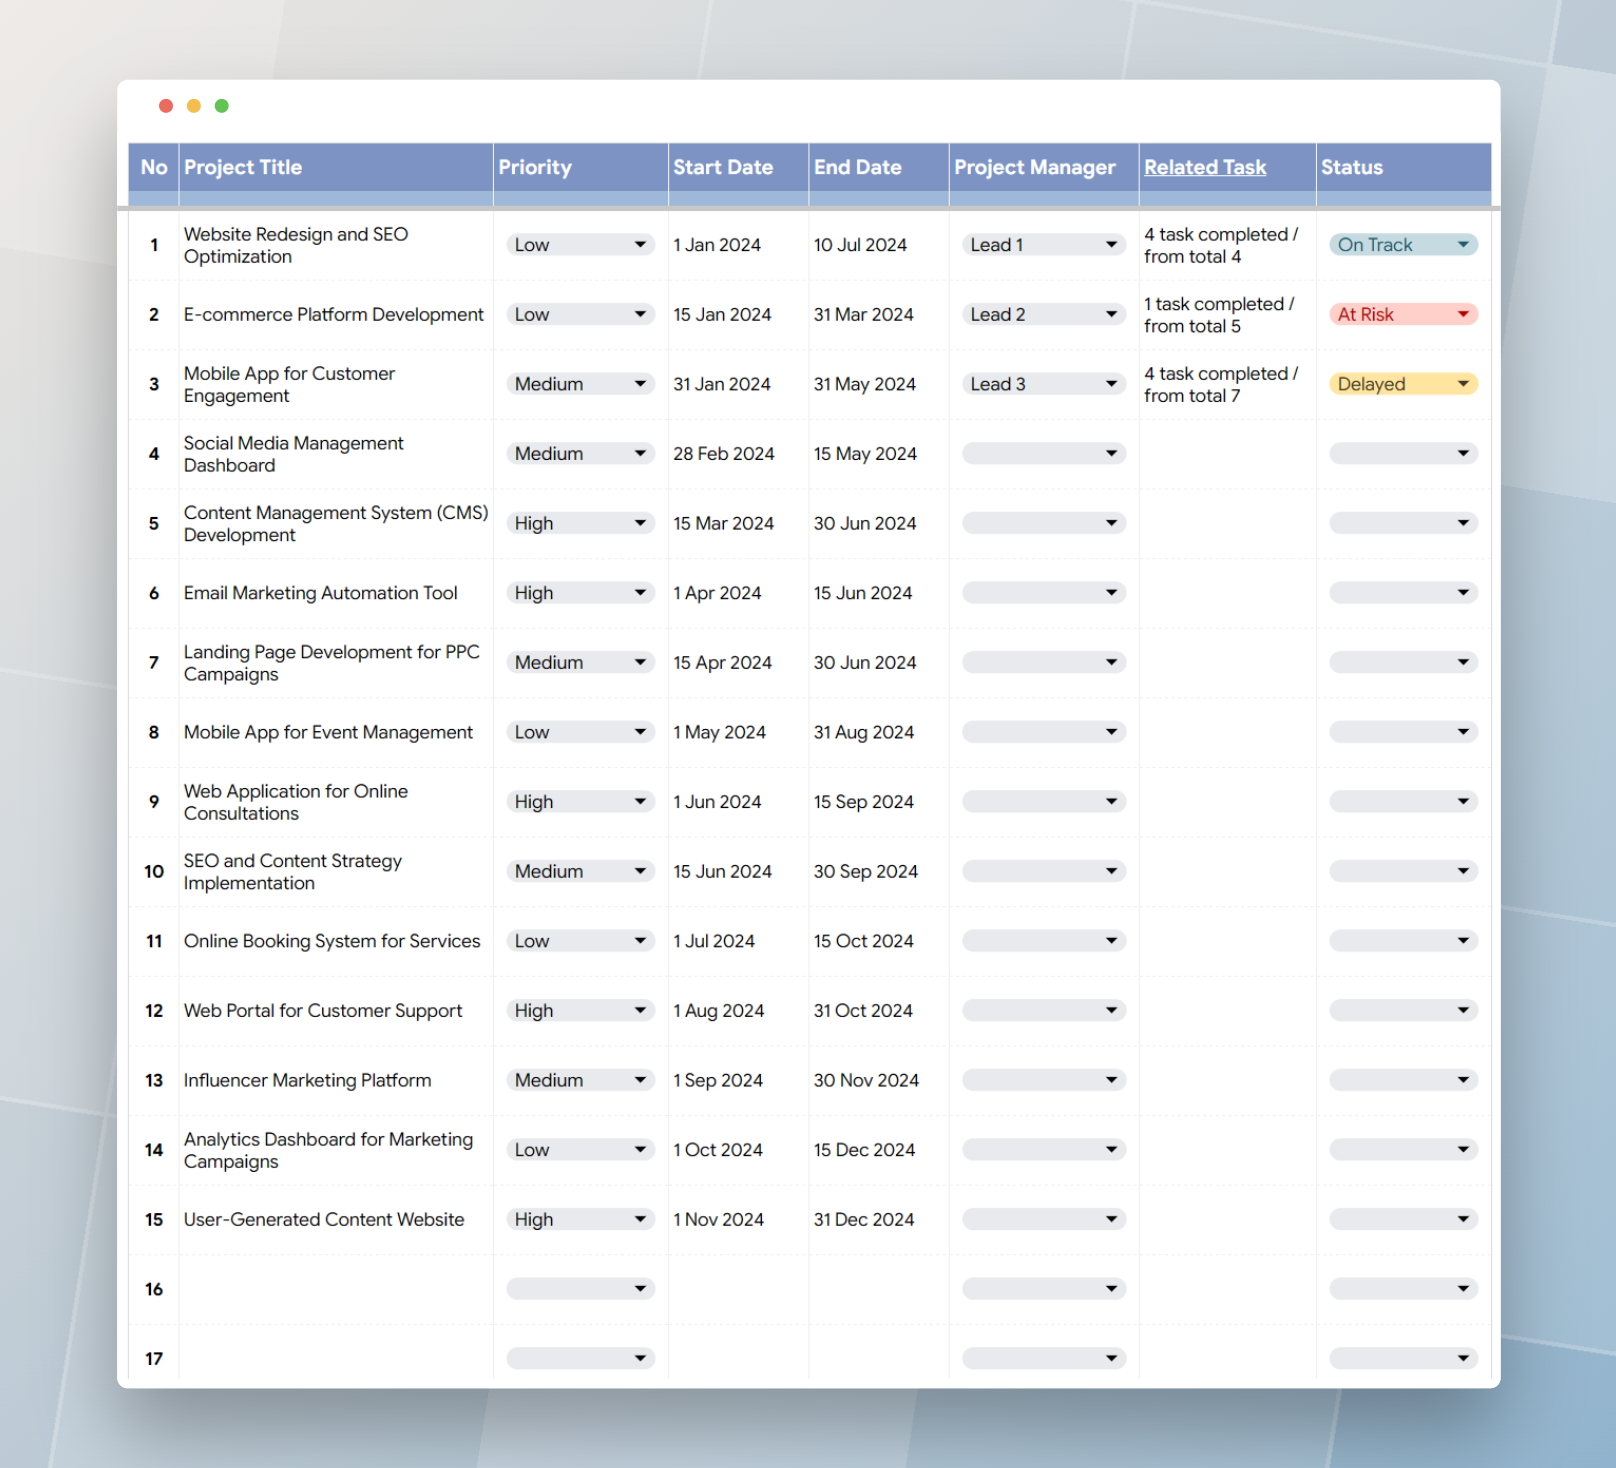 No Project Title Priority Start Date End Date Project Manager Related Task Status
1 Website Redesign and SEO Optimization Low 1 Jan 2024 10 Jul 2024 Lead 1 4 task completed / from total 4 On Track
2 E-commerce Platform Development Low 15 Jan 2024 31 Mar 2024 Lead 2 1 task completed / from total 5 At Risk
3 Mobile App for Customer Engagement Medium 31 Jan 2024 31 May 2024 Lead 3 4 task completed / from total 7 Delayed
4 Social Media Management Dashboard Medium 28 Feb 2024 15 May 2024
5 Content Management System (CMS) Development High 15 Mar 2024 30 Jun 2024
6 Email Marketing Automation Tool High 1 Apr 2024 15 Jun 2024
7 Landing Page Development for PPC Campaigns Medium 15 Apr 2024 30 Jun 2024
8 Mobile App for Event Management Low 1 May 2024 31 Aug 2024
9 Web Application for Online Consultations High 1 Jun 2024 15 Sep 2024
10 SEO and Content Strategy Implementation Medium 15 Jun 2024 30 Sep 2024
11 Online Booking System for Services Low 1 Jul 2024 15 Oct 2024
12 Web Portal for Customer Support High 1 Aug 2024 31 Oct 2024
13 Influencer Marketing Platform Medium 1 Sep 2024 30 Nov 2024
14 Analytics Dashboard for Marketing Campaigns Low 1 Oct 2024 15 Dec 2024
15 User-Generated Content Website High 1 Nov 2024 31 Dec 2024
16
17